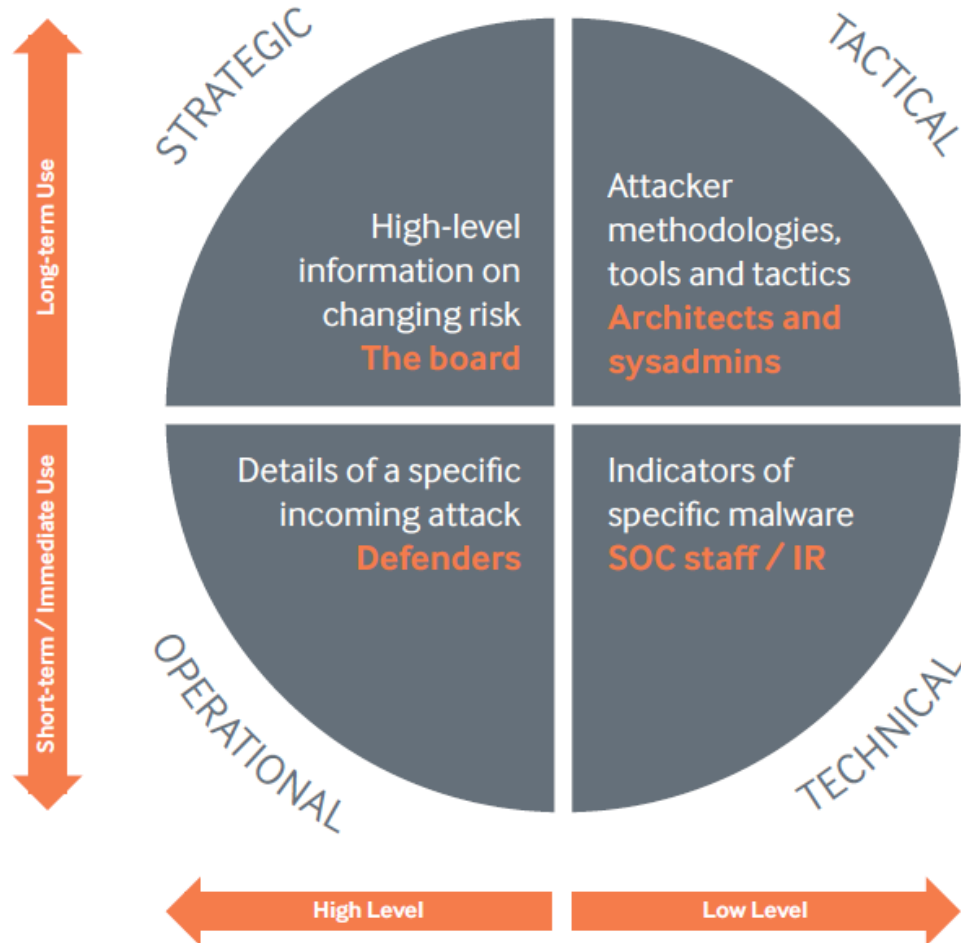 STRATEGIC
TACTICAL
Long-term Use
High-level
information on
changing risk
The board
Attacker
methodologies,
tools and tactics
Architects and
sysadmins
Short-term / Immediate Use
Details of a specific
incoming attack
Defenders
Indicators of
specific malware
SOC staff / IR
OPERATIONAL
TECHNICAL
High Level
Low Level